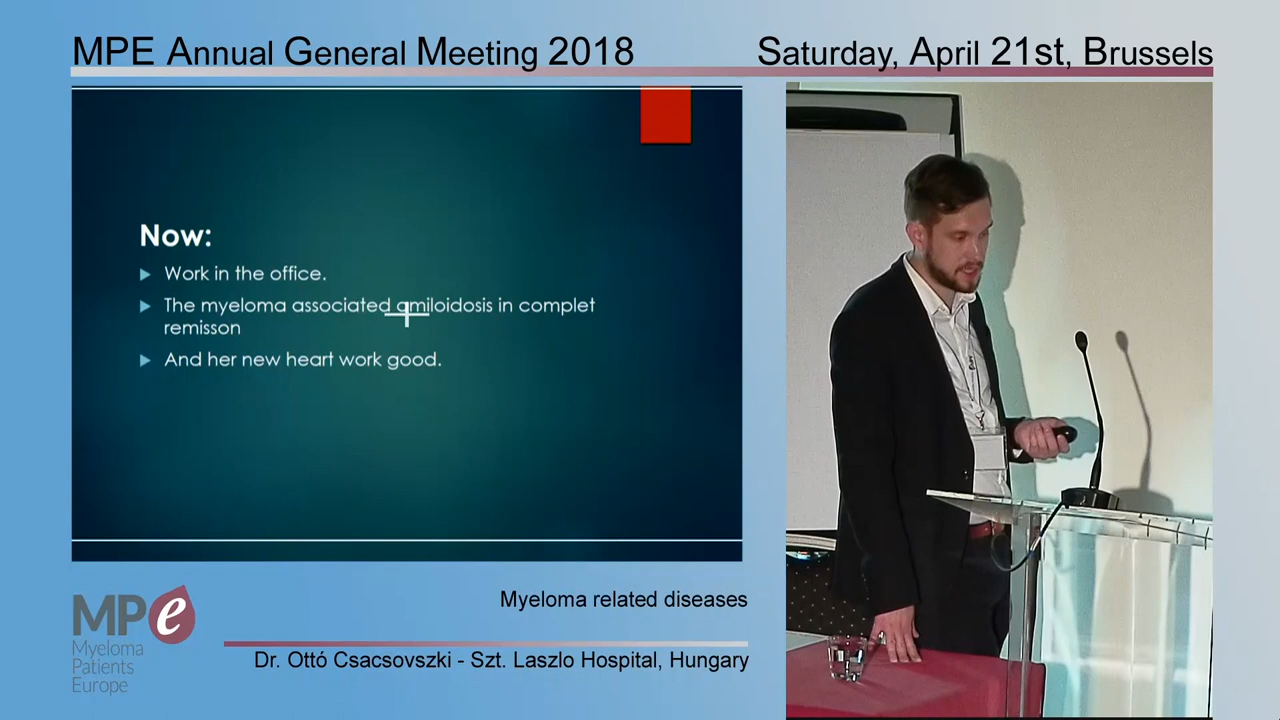 MPE Annual General Meeting 2018
Saturday, April 21st, Brussels
Now:
Work in the office.
The myeloma associated amiloidosis in complet
remisson
And her new heart work good.
MPe
Myeloma
Patients
Europe
Myeloma related diseases
Dr. Ottó Csacsovszki - Szt. Laszlo Hospital, Hungary